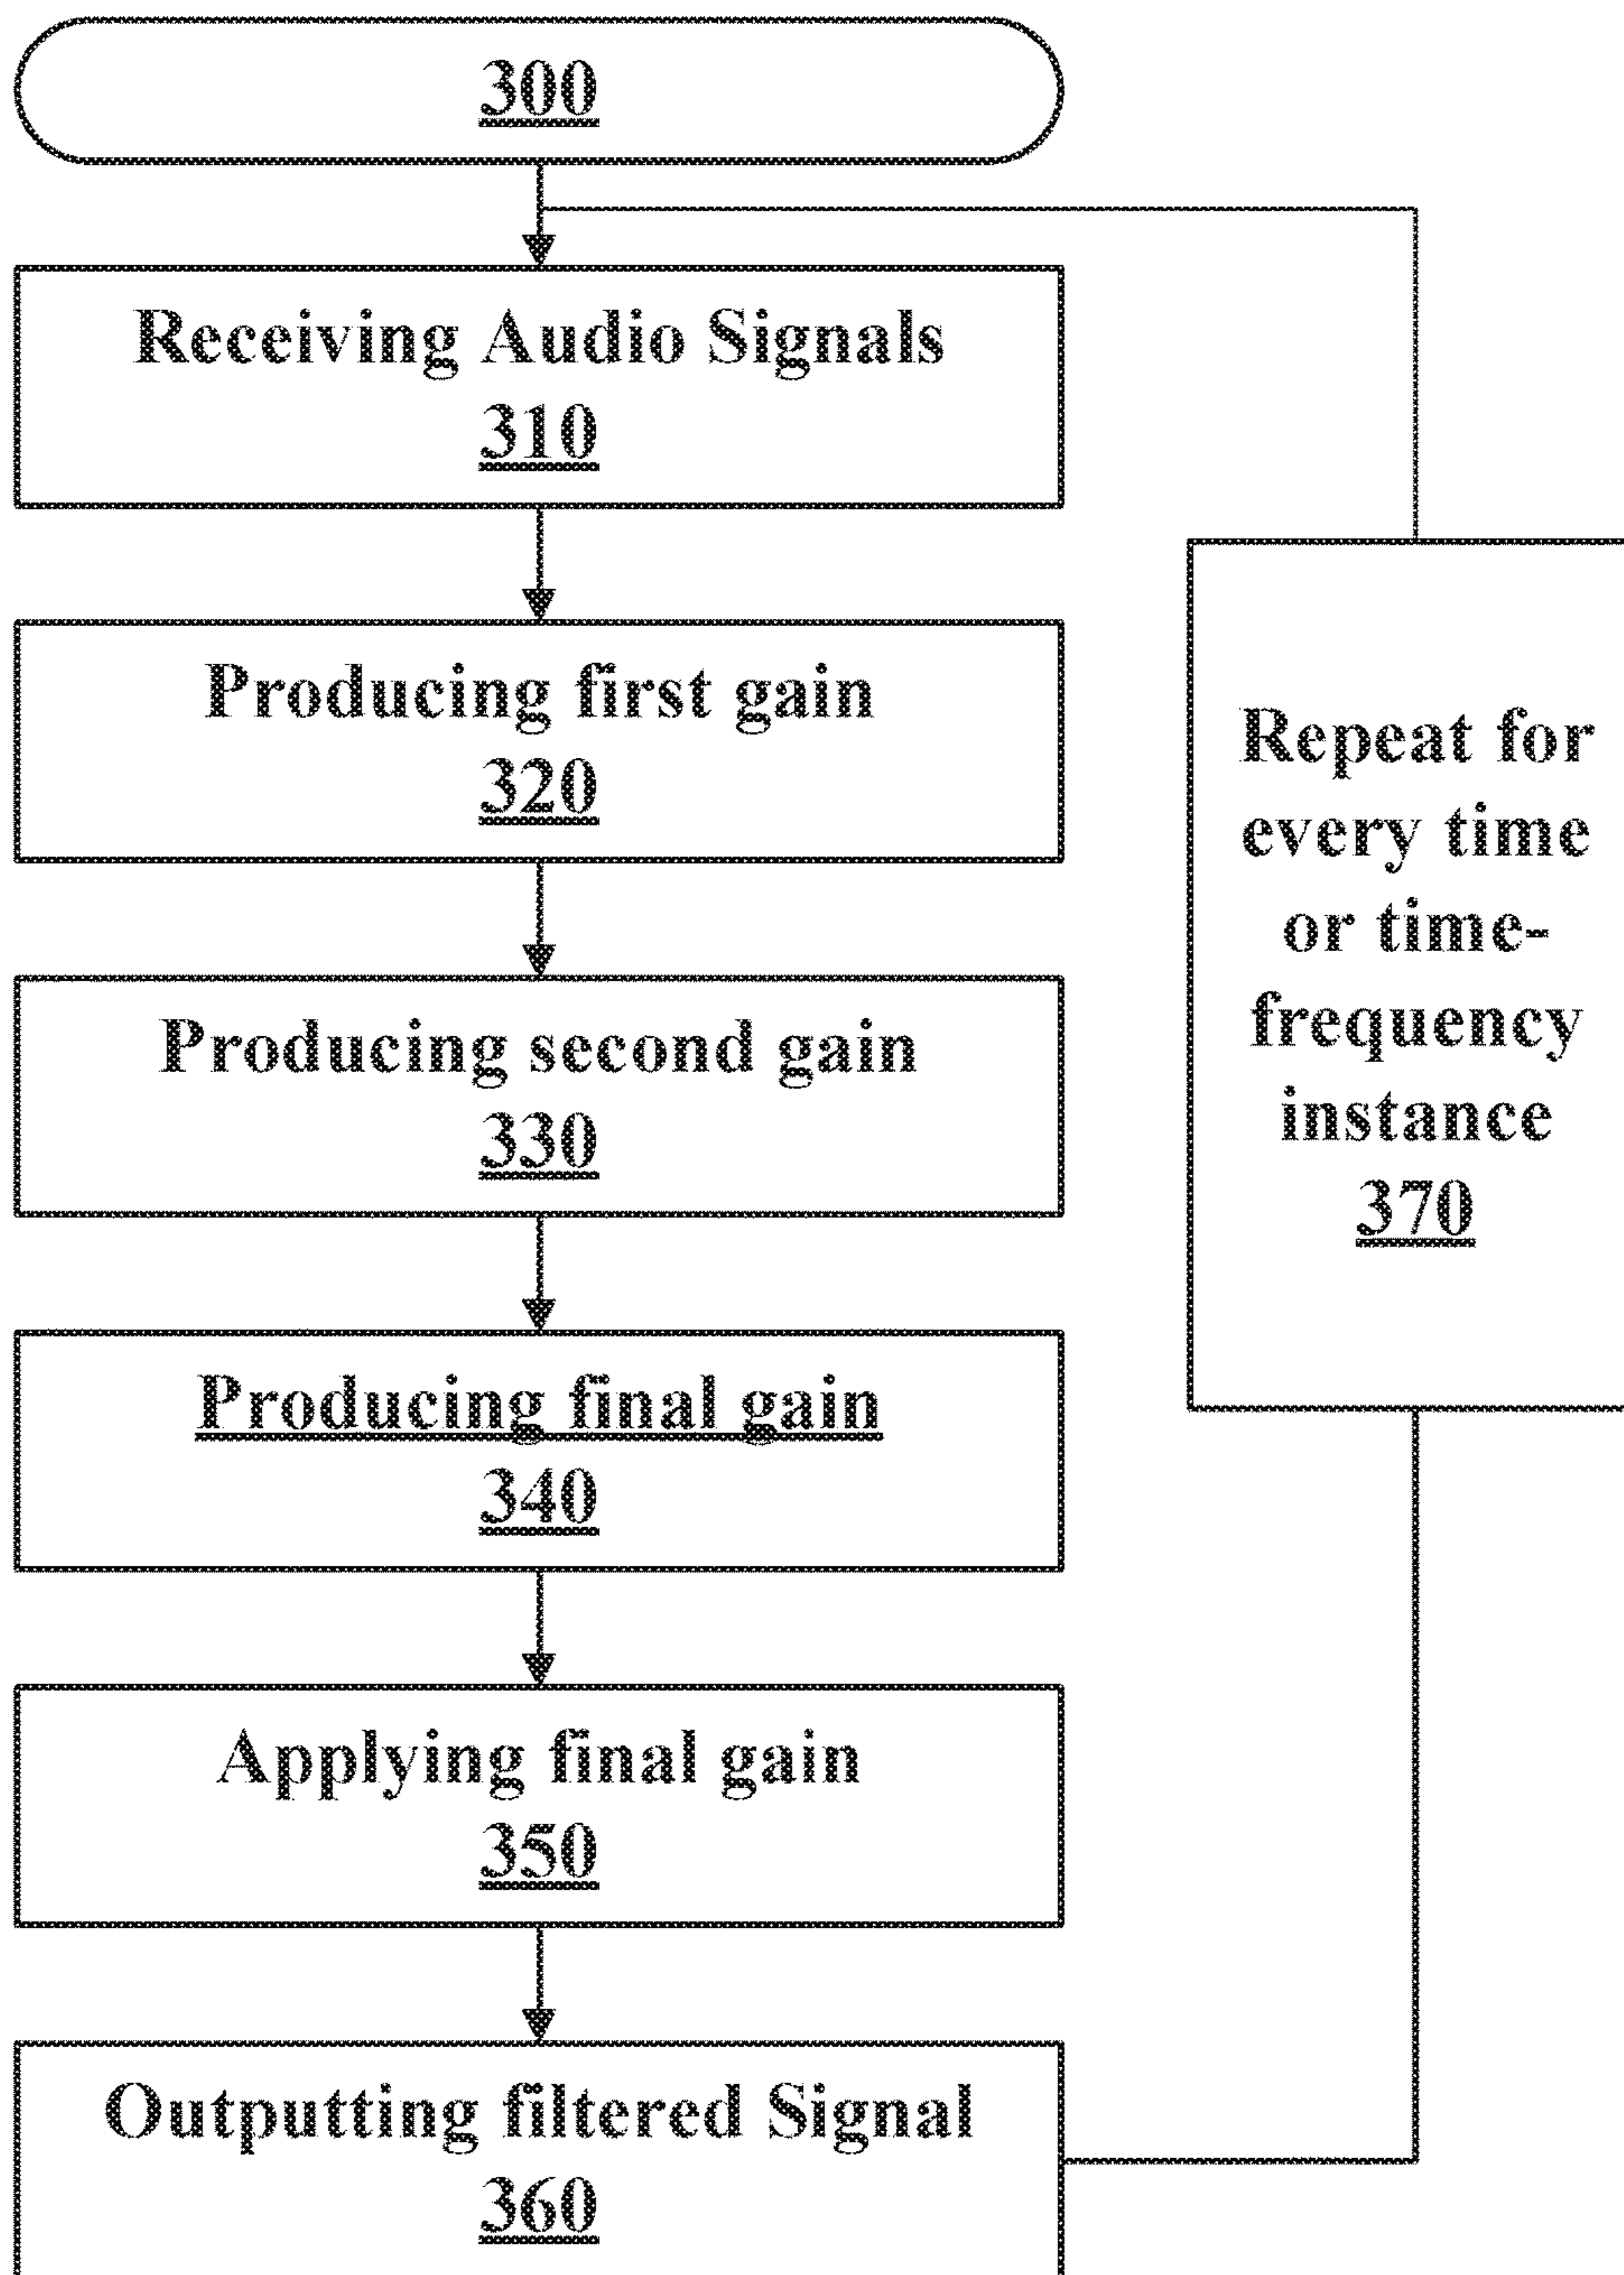 300
Receiving Audio Signals
310
Producing first gain
320
Producing second gain
330
Producing final gain
340
Applying final gain
350
Outputting filtered Signal
360
Repeat for
every time
or time-
frequency
instance
370